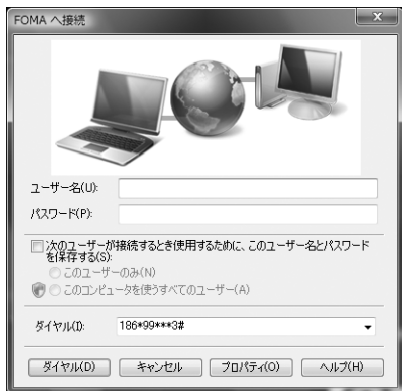 FOMA へ接続
ユーザー名(U):
パスワード(P):
次のユーザーが接続するとき使用するために、このユーザー名とパスワード
を保存する(S):
このユーザーのみ(N)
このコンピュータを使うすべてのユーザー(A)
ダイヤル(I): 186*99***3#
ダイヤル(D) キャンセル プロパティ(O) ヘルプ(H)